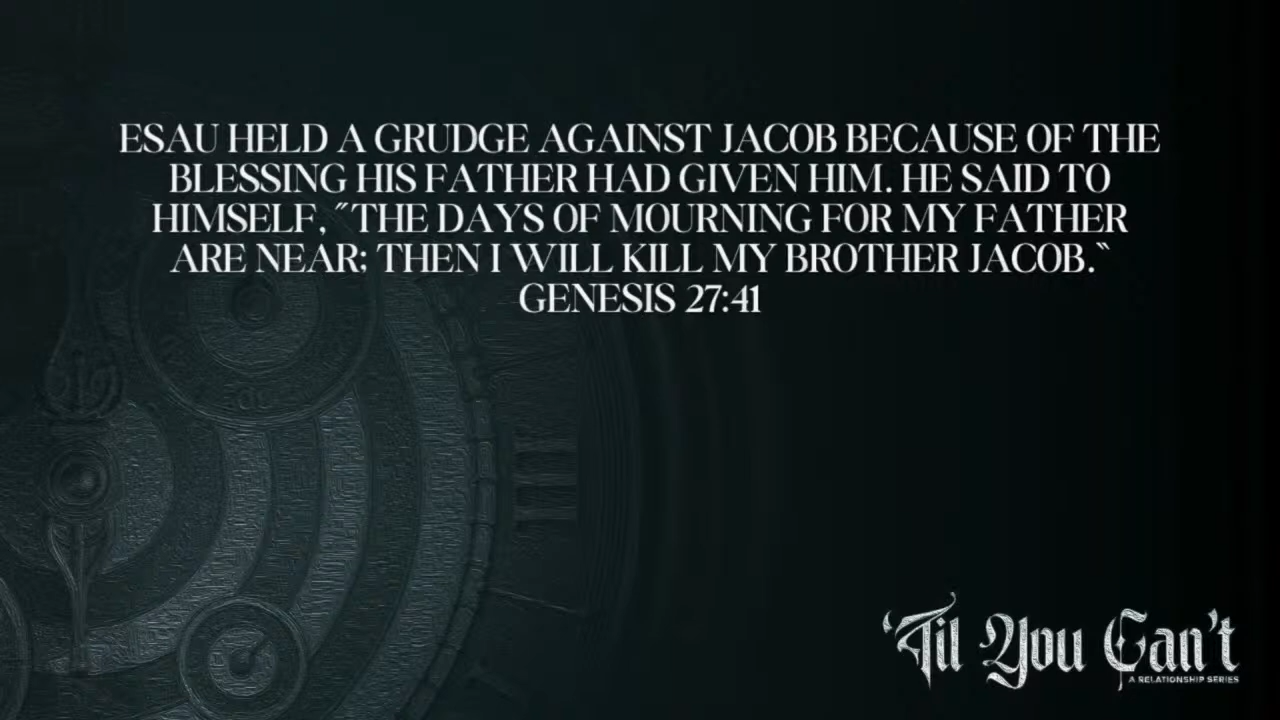 ESAU HELD A GRUDGE AGAINST JACOB BECAUSE OF THE
BLESSING HIS FATHER HAD GIVEN HIM. HE SAID TO
HIMSELF, "THE DAYS OF MOURNING FOR MY FATHER
ARE NEAR; THEN I WILL KILL MY BROTHER JACOB."
GENESIS 27:41
'Til You Can't
A RELATIONSHIP SERIES